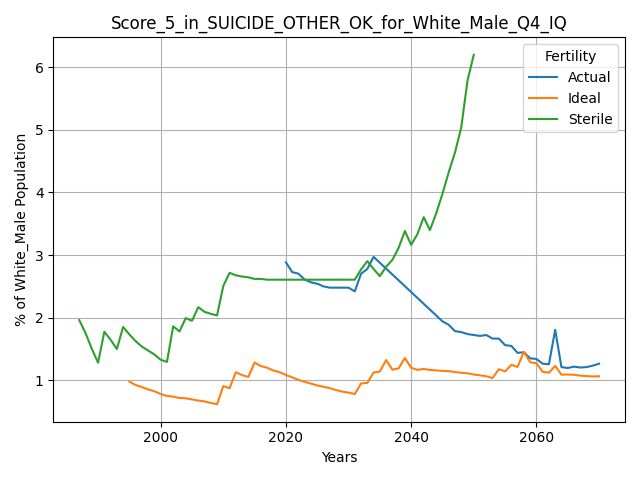 Score_5_in_SUICIDE_OTHER_OK_for_White_Male_Q4_IQ
Fertility
Actual
Ideal
Sterile
% of White_Male Population
6
5
4
3
2
1
2000
2020
2040
2060
Years